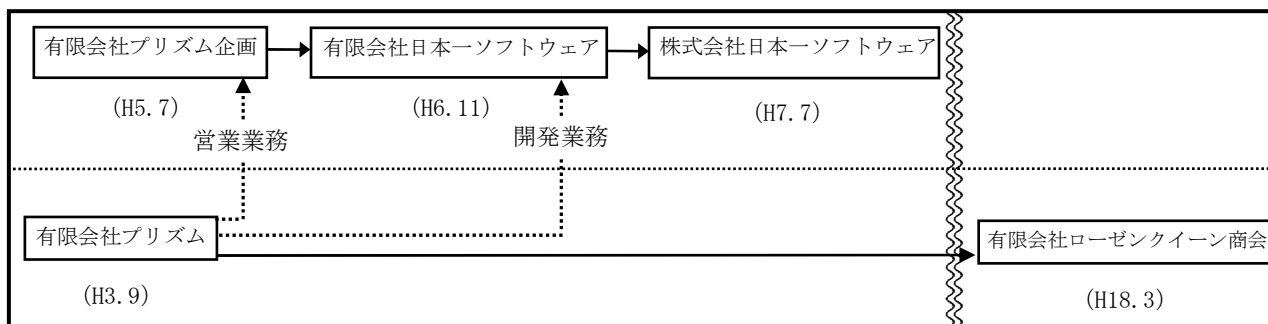 有限会社プリズム企画
有限会社日本一ソフトウェア
株式会社日本一ソフトウェア
(H5.7)
(H6.11)
(H7.7)
営業業務
開発業務
有限会社プリズム
有限会社ローゼンクイーン商会
(H3.9)
(H18.3)